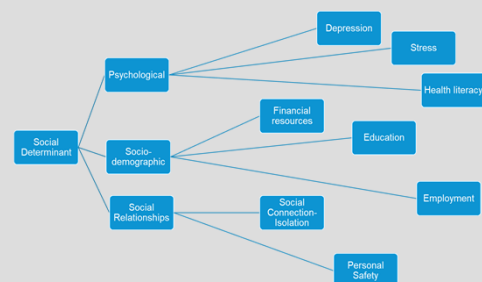 Depression
Stress
Psychological
Health literacy
Financial
resources
Education
Social
Determinant
Socio-
demographic
Employment
Social
Relationships
Social
Connection-
Isolation
Personal
Safety